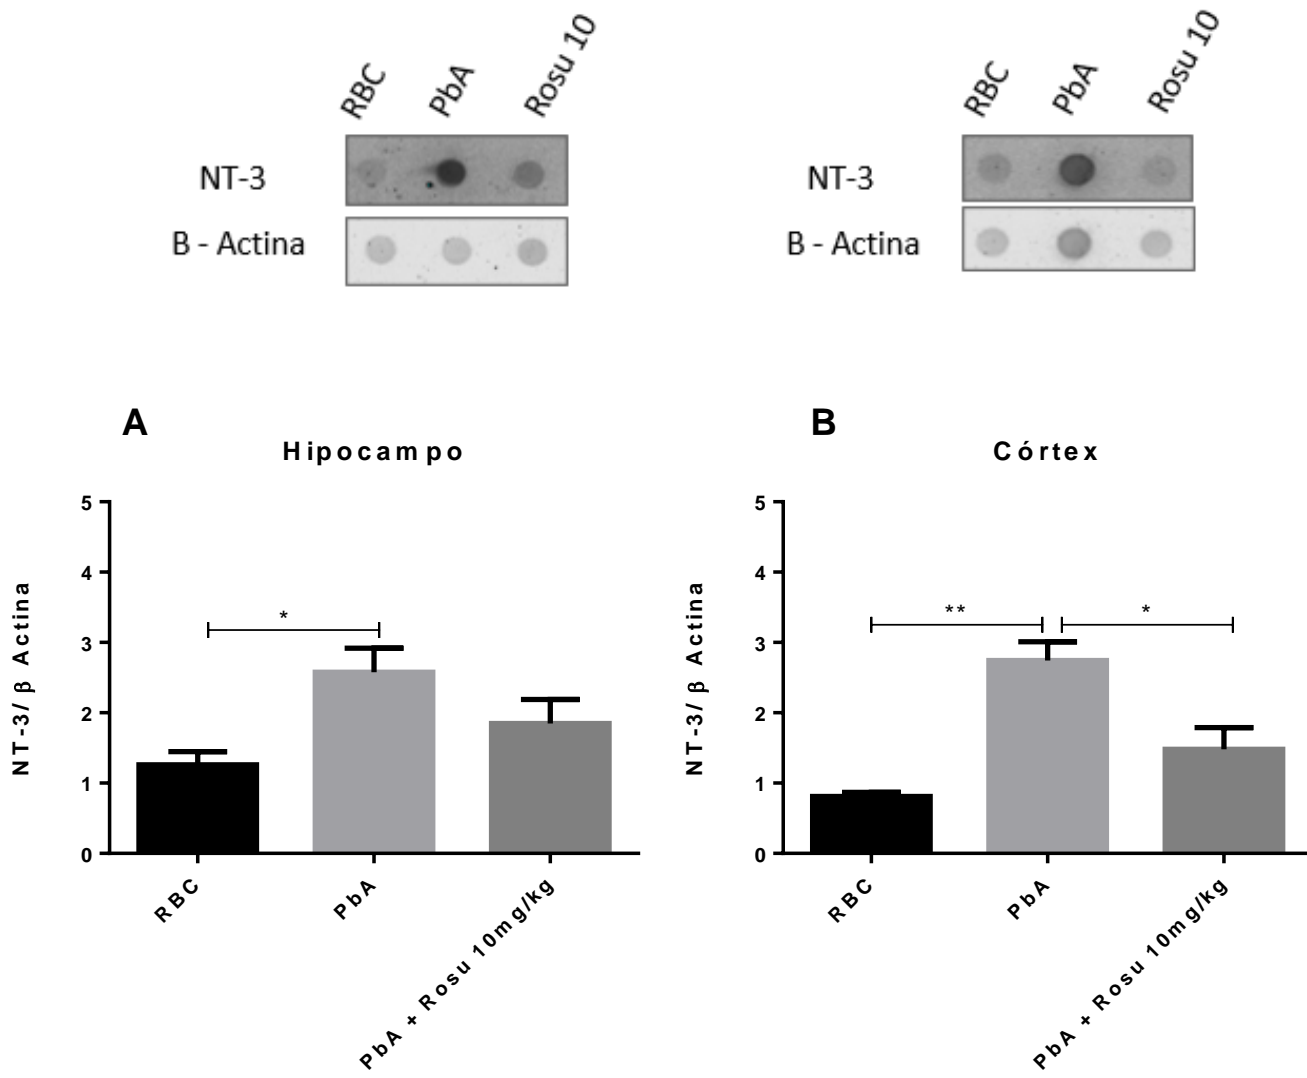 RBC
PbA
Rosu 10
NT-3
B - Actina
RBC
PbA
Rosu 10
NT-3
B - Actina
A
Hipocampo
NT-3/ β Actina
5
4
3
2
1
0
*
RBC
PbA
PbA + Rosu 10mg/kg
B
Córtex
NT-3/ β Actina
5
4
3
2
1
0
**
*
RBC
PbA
PbA + Rosu 10mg/kg